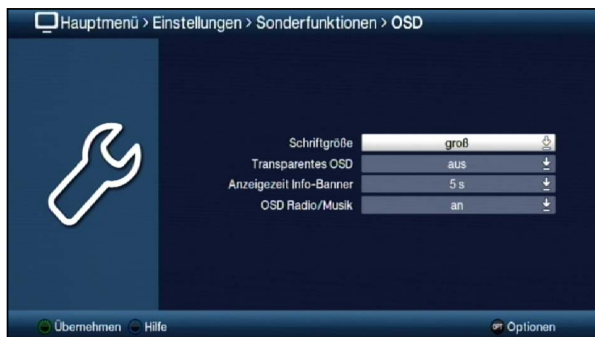 Hauptmenü > Einstellungen > Sonderfunktionen > OSD
Schriftgröße groß
Transparentes OSD aus
Anzeigezeit Info-Banner 5 s
OSD Radio/Musik an
Übernehmen Hilfe OPT Optionen